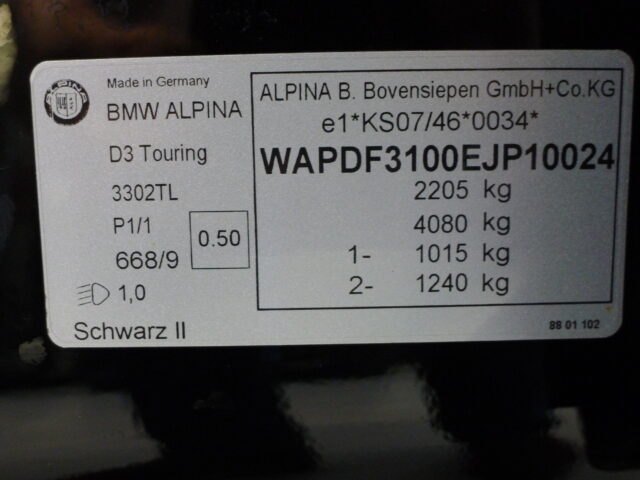 ALPINA
Made in Germany
BMW ALPINA
D3 Touring
3302TL
P1/1
668/9
0.50
1,0
Schwarz II
ALPINA B. Bovensiepen GmbH+Co.KG
e1*KS07/46*0034*
WAPDF3100EJP10024
2205 kg
4080 kg
1- 1015 kg
2- 1240 kg
88 01 102